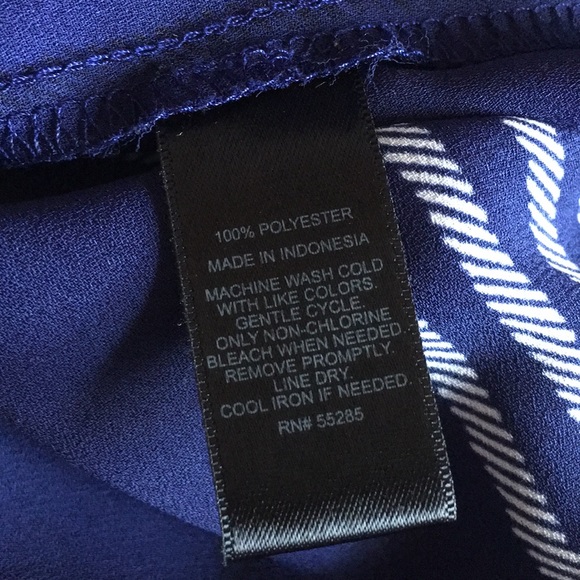 100% POLYESTER
MADE IN INDONESIA
MACHINE WASH COLD
WITH LIKE COLORS.
GENTLE CYCLE.
ONLY NON-CHLORINE
BLEACH WHEN NEEDED.
REMOVE PROMPTLY.
LINE DRY.
COOL IRON IF NEEDED.
RN# 55285